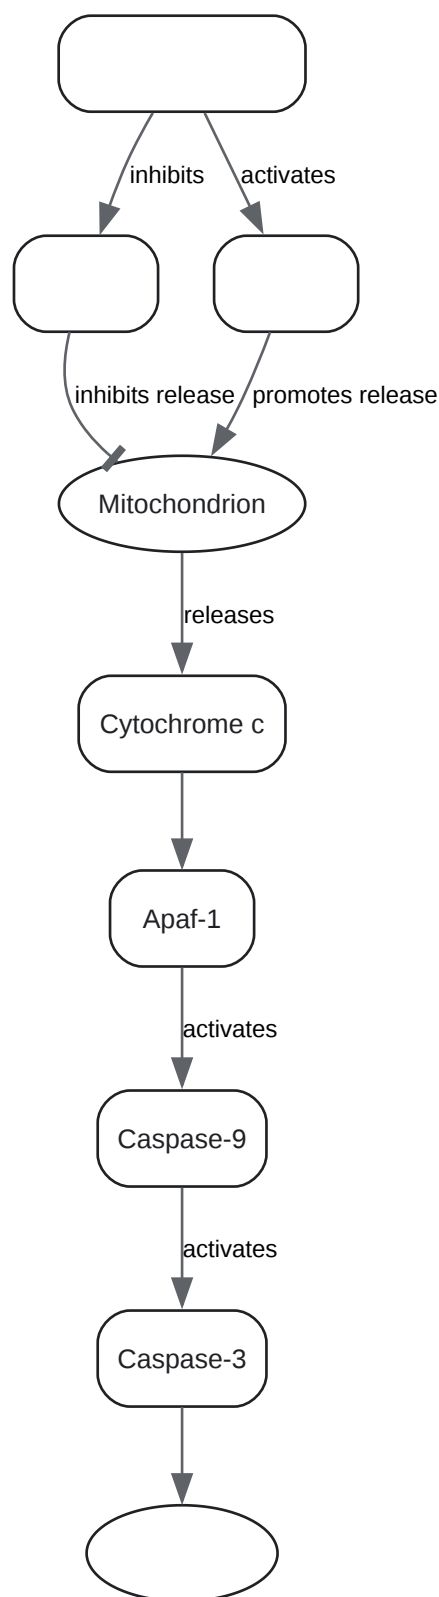 inhibits
activates
inhibits release
promotes release
Mitochondrion
releases
Cytochrome c
Apaf-1
activates
Caspase-9
activates
Caspase-3